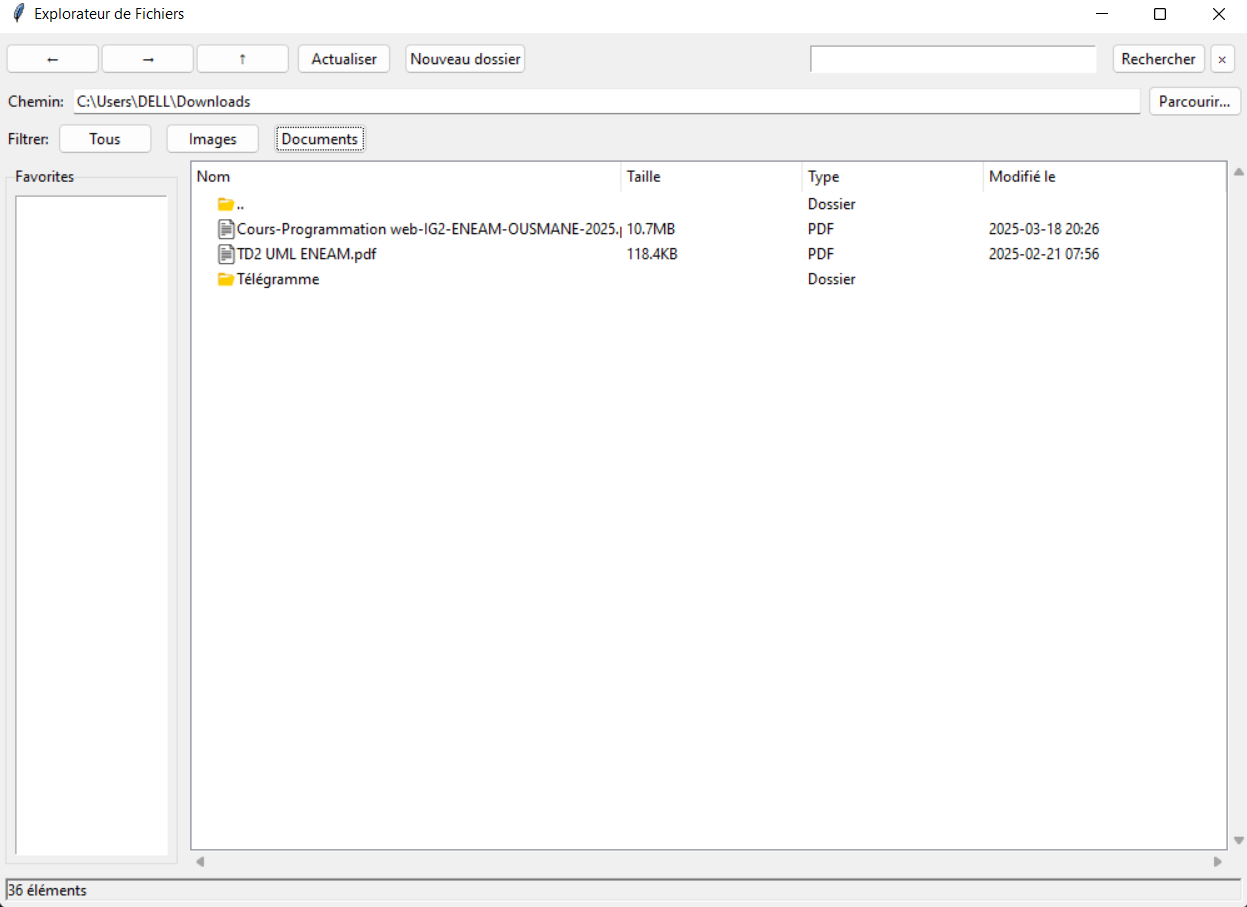 Explorateur de Fichiers
← → ↑ Actualiser Nouveau dossier Rechercher ×
Chemin: C:\Users\DELL\Downloads Parcourir...
Filtrer: Tous Images Documents
Favorites Nom Taille Type Modifié le
.. Dossier
Cours-Programmation web-IG2-ENEAM-OUSMANE-2025. 10.7MB PDF 2025-03-18 20:26
TD2 UML ENEAM.pdf 118.4KB PDF 2025-02-21 07:56
Télégramme Dossier
36 éléments